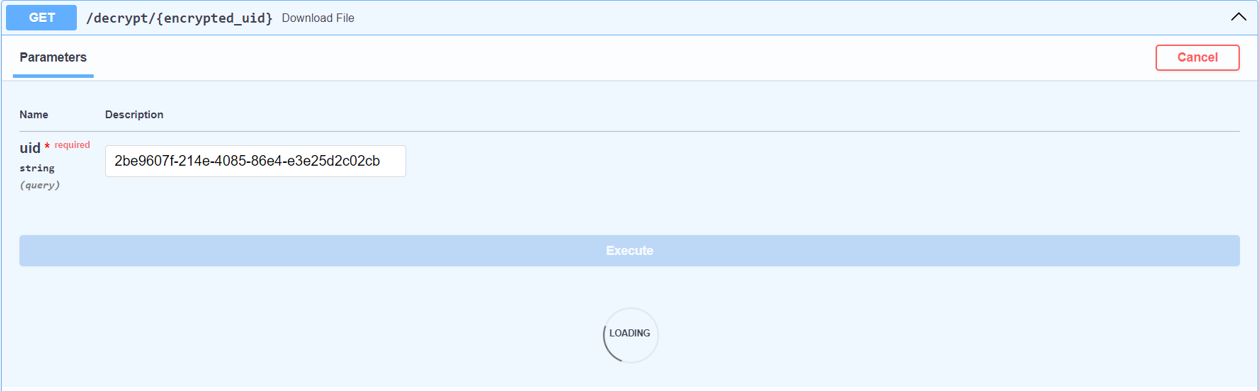 GET /decrypt/{encrypted_uid} Download File
Parameters
Cancel
Name Description
uid * required
string
(query)
2be9607f-214e-4085-86e4-e3e25d2c02cb
Execute
LOADING